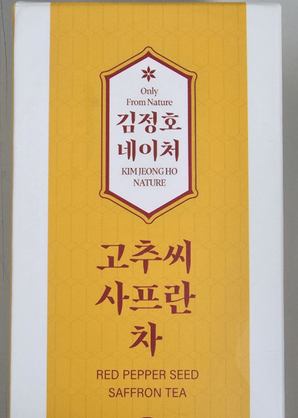 Only
From Nature
김정호
네이처
KIM JEONG HO
NATURE
고추씨
사프란
차
RED PEPPER SEED
SAFFRON TEA